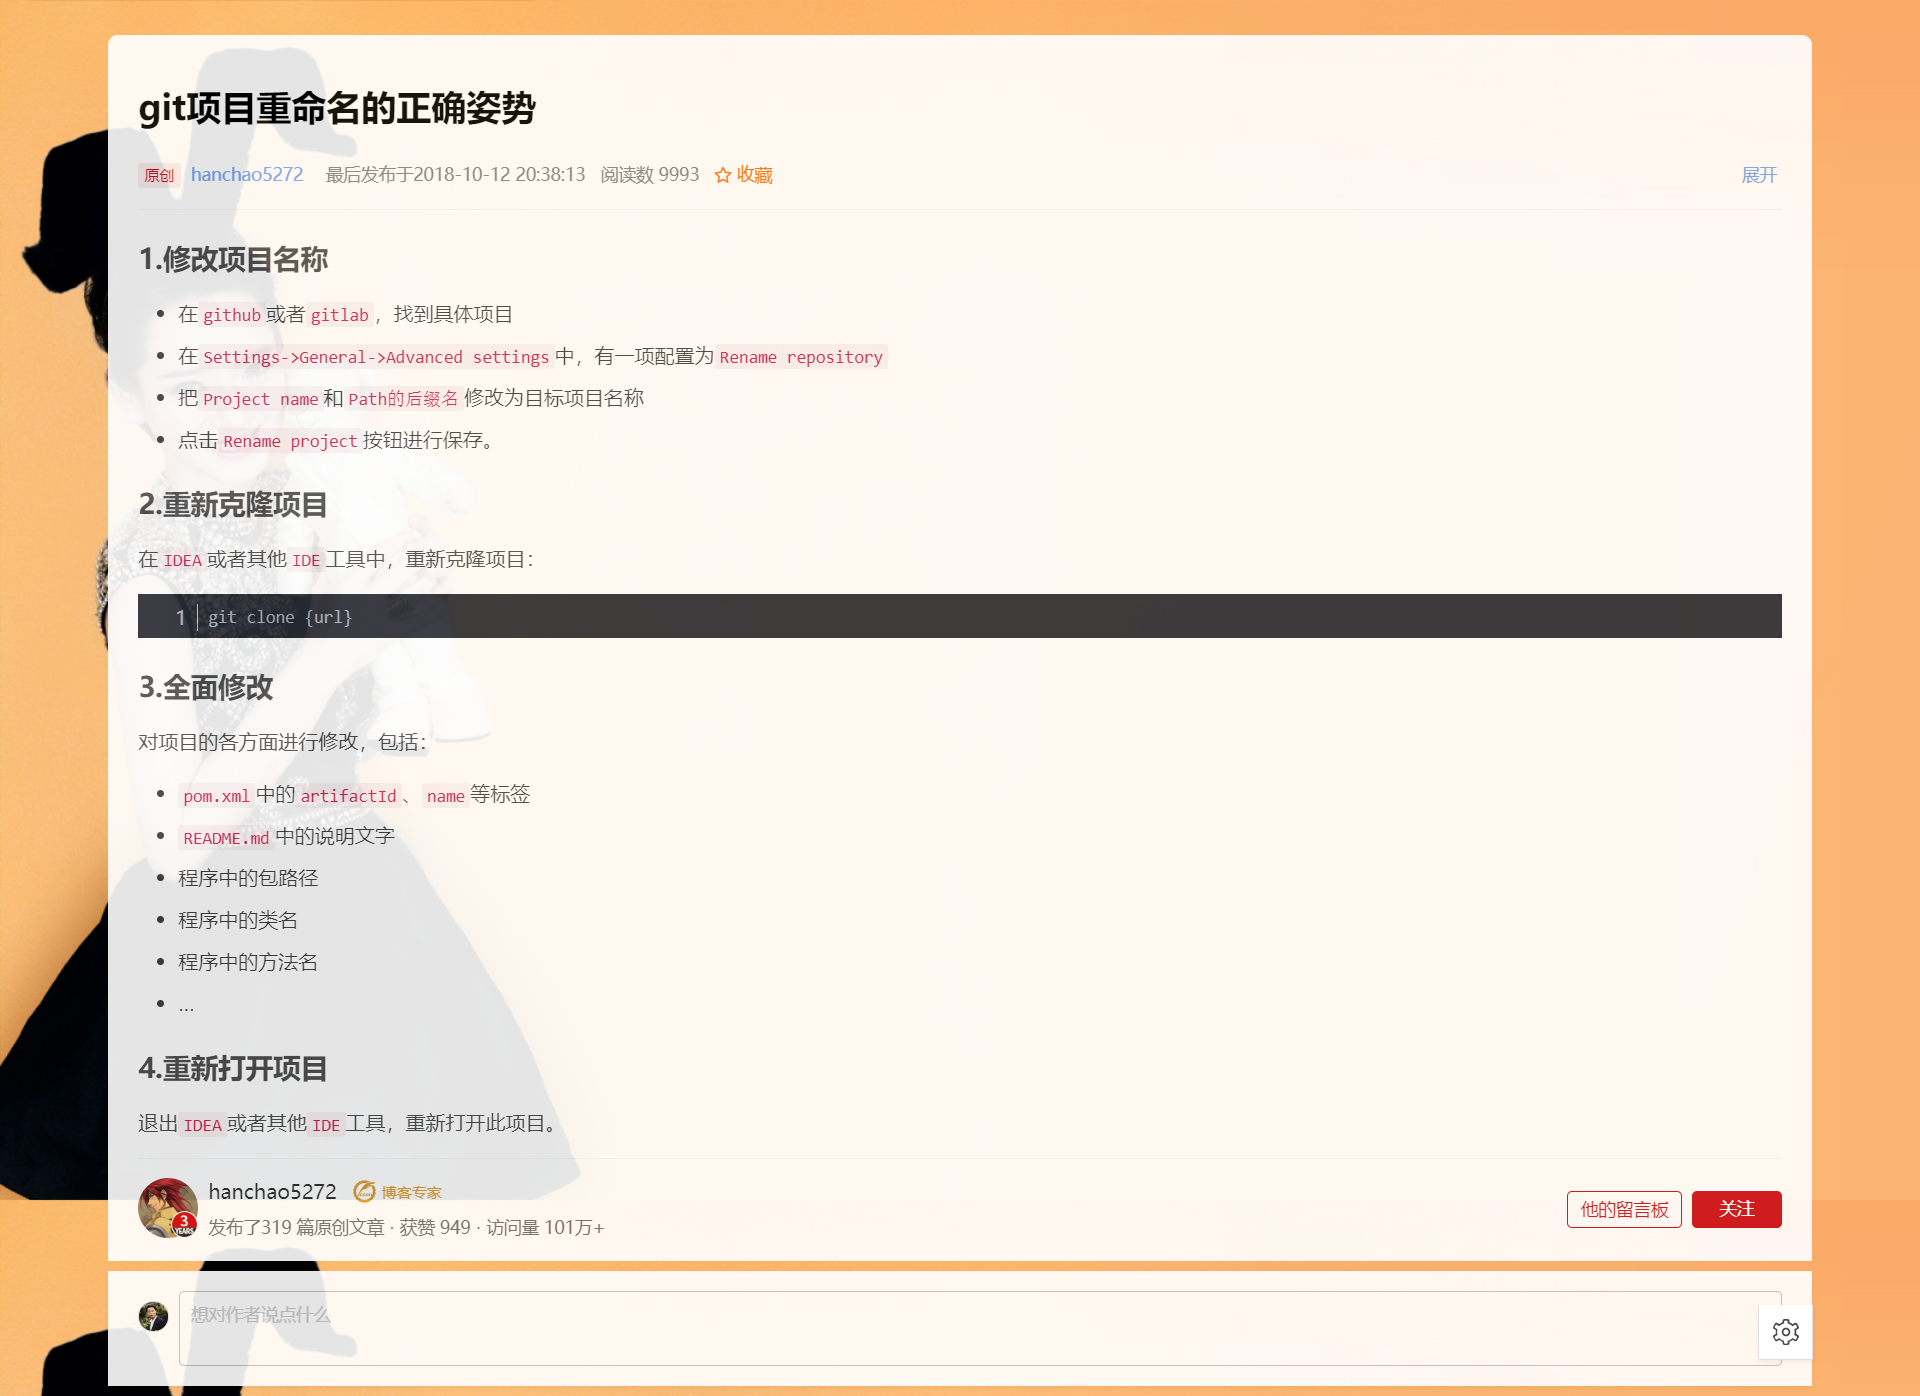 git项目重命名的正确姿势
原创 hanchao5272 最后发布于2018-10-12 20:38:13 阅读数 9993 收藏 展开
1.修改项目名称
在 github 或者 gitlab ，找到具体项目
在 Settings->General->Advanced settings 中，有一项配置为 Rename repository
把 Project name 和 Path的后缀名 修改为目标项目名称
点击 Rename project 按钮进行保存。
2.重新克隆项目
在 IDEA 或者其他 IDE 工具中，重新克隆项目：
1 git clone {url}
3.全面修改
对项目的各方面进行修改，包括：
pom.xml 中的 artifactId 、 name 等标签
README.md 中的说明文字
程序中的包路径
程序中的类名
程序中的方法名
...
4.重新打开项目
退出 IDEA 或者其他 IDE 工具，重新打开此项目。
3
YEARS
hanchao5272 博客专家
发布了319 篇原创文章 · 获赞 949 · 访问量 101万+
他的留言板 关注
想对作者说点什么